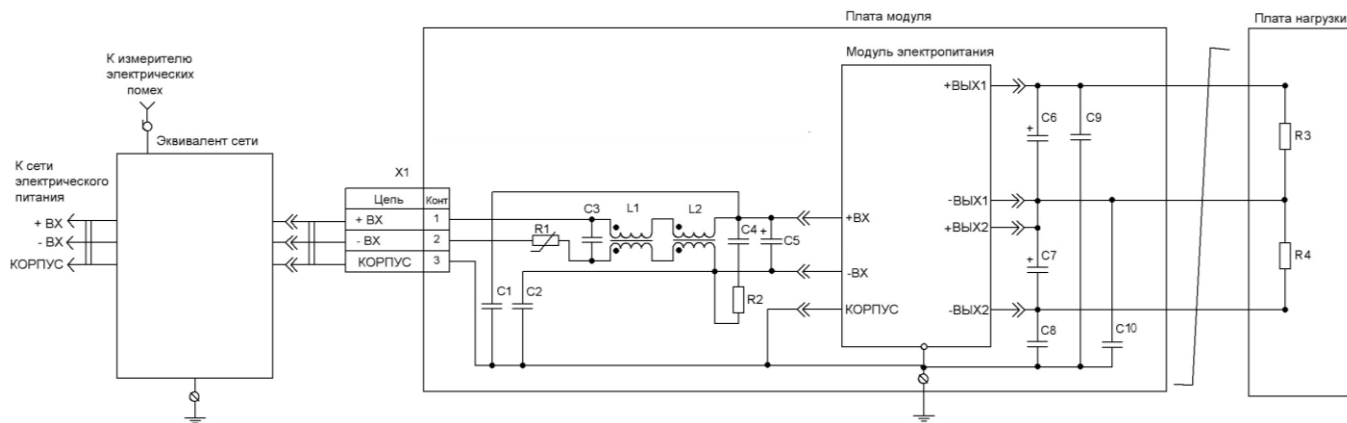 Плата модуля
Плата нагрузки
К измерителю
электрических
помех
Модуль электропитания
+ВЫХ1
C6
C9
R3
Эквивалент сети
К сети
электрического
питания
X1
Цепь
Конт
+ ВХ
+ ВХ
1
- ВХ
- ВХ
2
КОРПУС
КОРПУС
3
R1
C3
L1
L2
C4
C5
+ВХ
-ВХ
КОРПУС
-ВЫХ1
+ВЫХ2
C7
R4
C1
C2
R2
-ВЫХ2
C8
C10